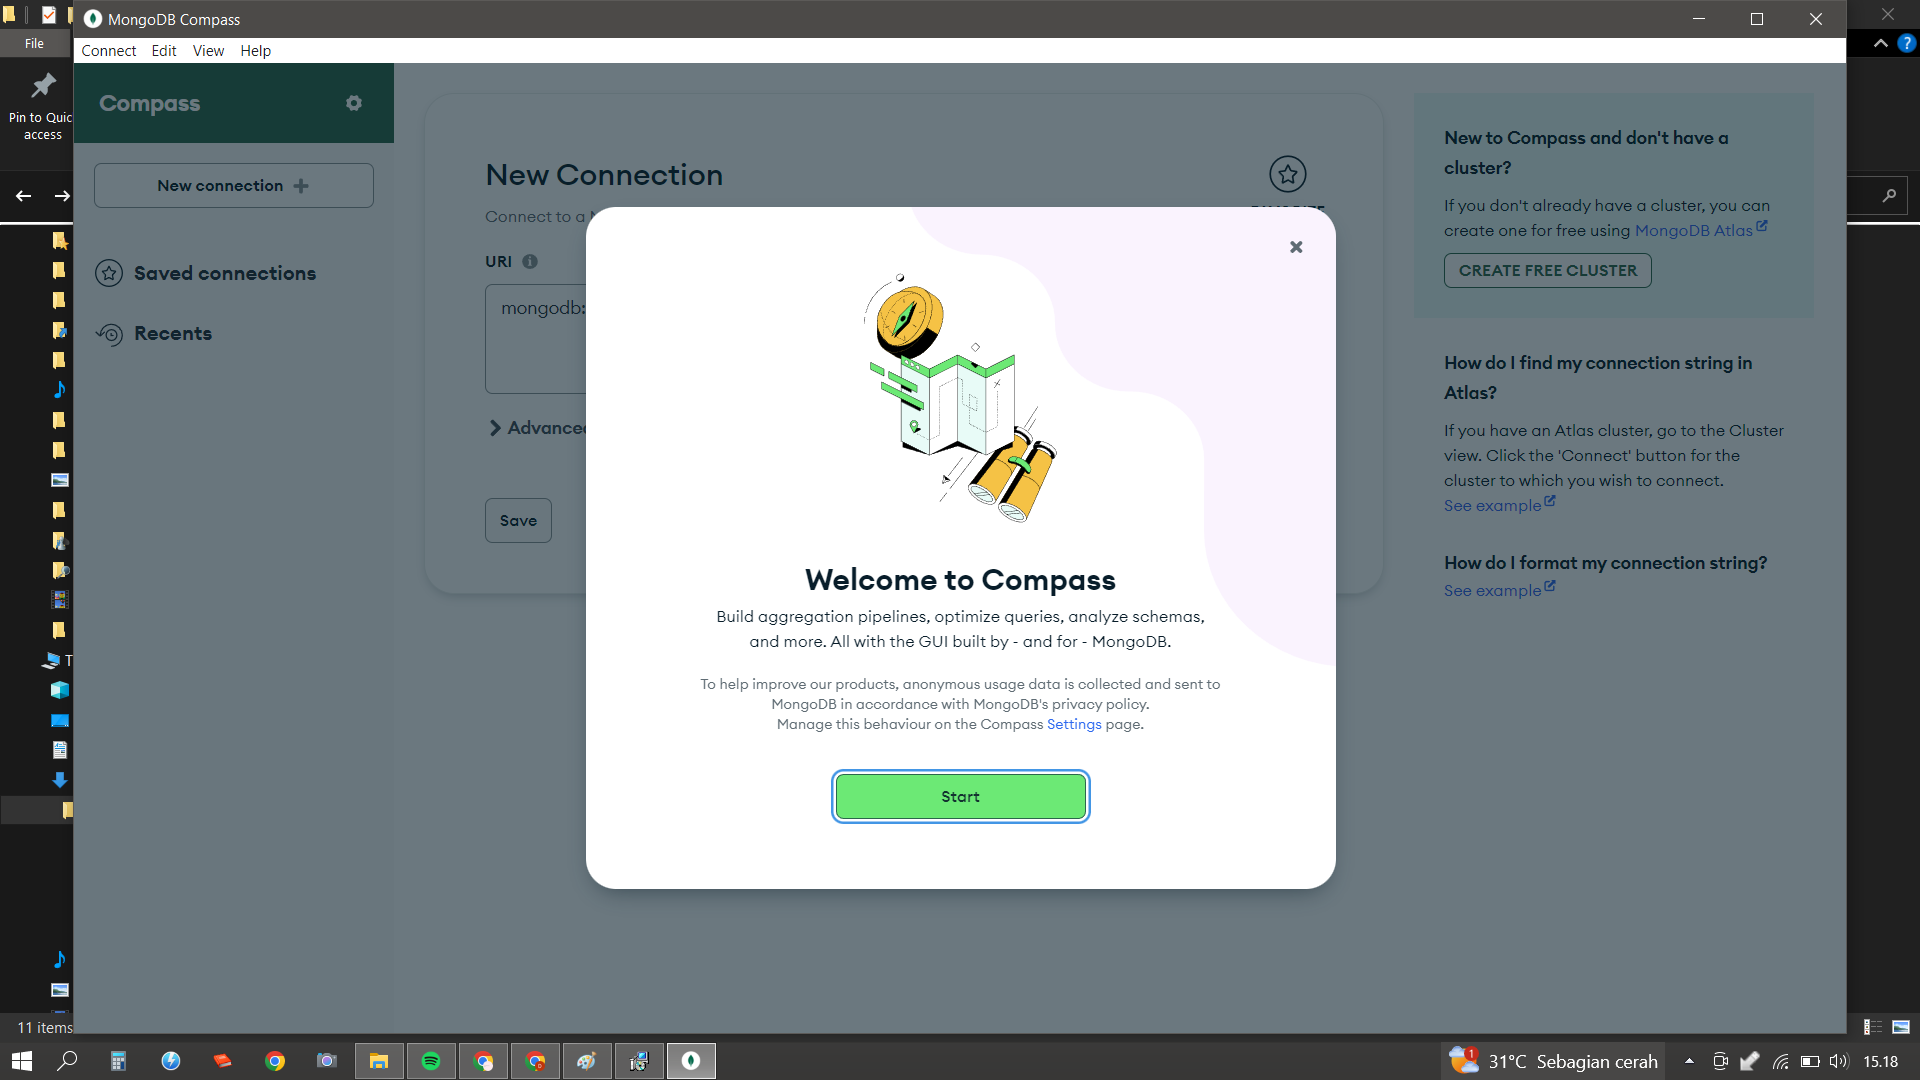 MongoDB Compass
File
Connect Edit View Help
Pin to Quic
access
Compass
New connection
Saved connections
Recents
New Connection
Connect to a
URI
mongodb:
Advanced
Save
New to Compass and don't have a
cluster?
If you don't already have a cluster, you can
create one for free using MongoDB Atlas
CREATE FREE CLUSTER
How do I find my connection string in
Atlas?
If you have an Atlas cluster, go to the Cluster
view. Click the 'Connect' button for the
cluster to which you wish to connect.
See example
How do I format my connection string?
See example
Welcome to Compass
Build aggregation pipelines, optimize queries, analyze schemas,
and more. All with the GUI built by - and for - MongoDB.
To help improve our products, anonymous usage data is collected and sent to
MongoDB in accordance with MongoDB's privacy policy.
Manage this behaviour on the Compass Settings page.
Start
T
11 items
1
31°C Sebagian cerah
15.18